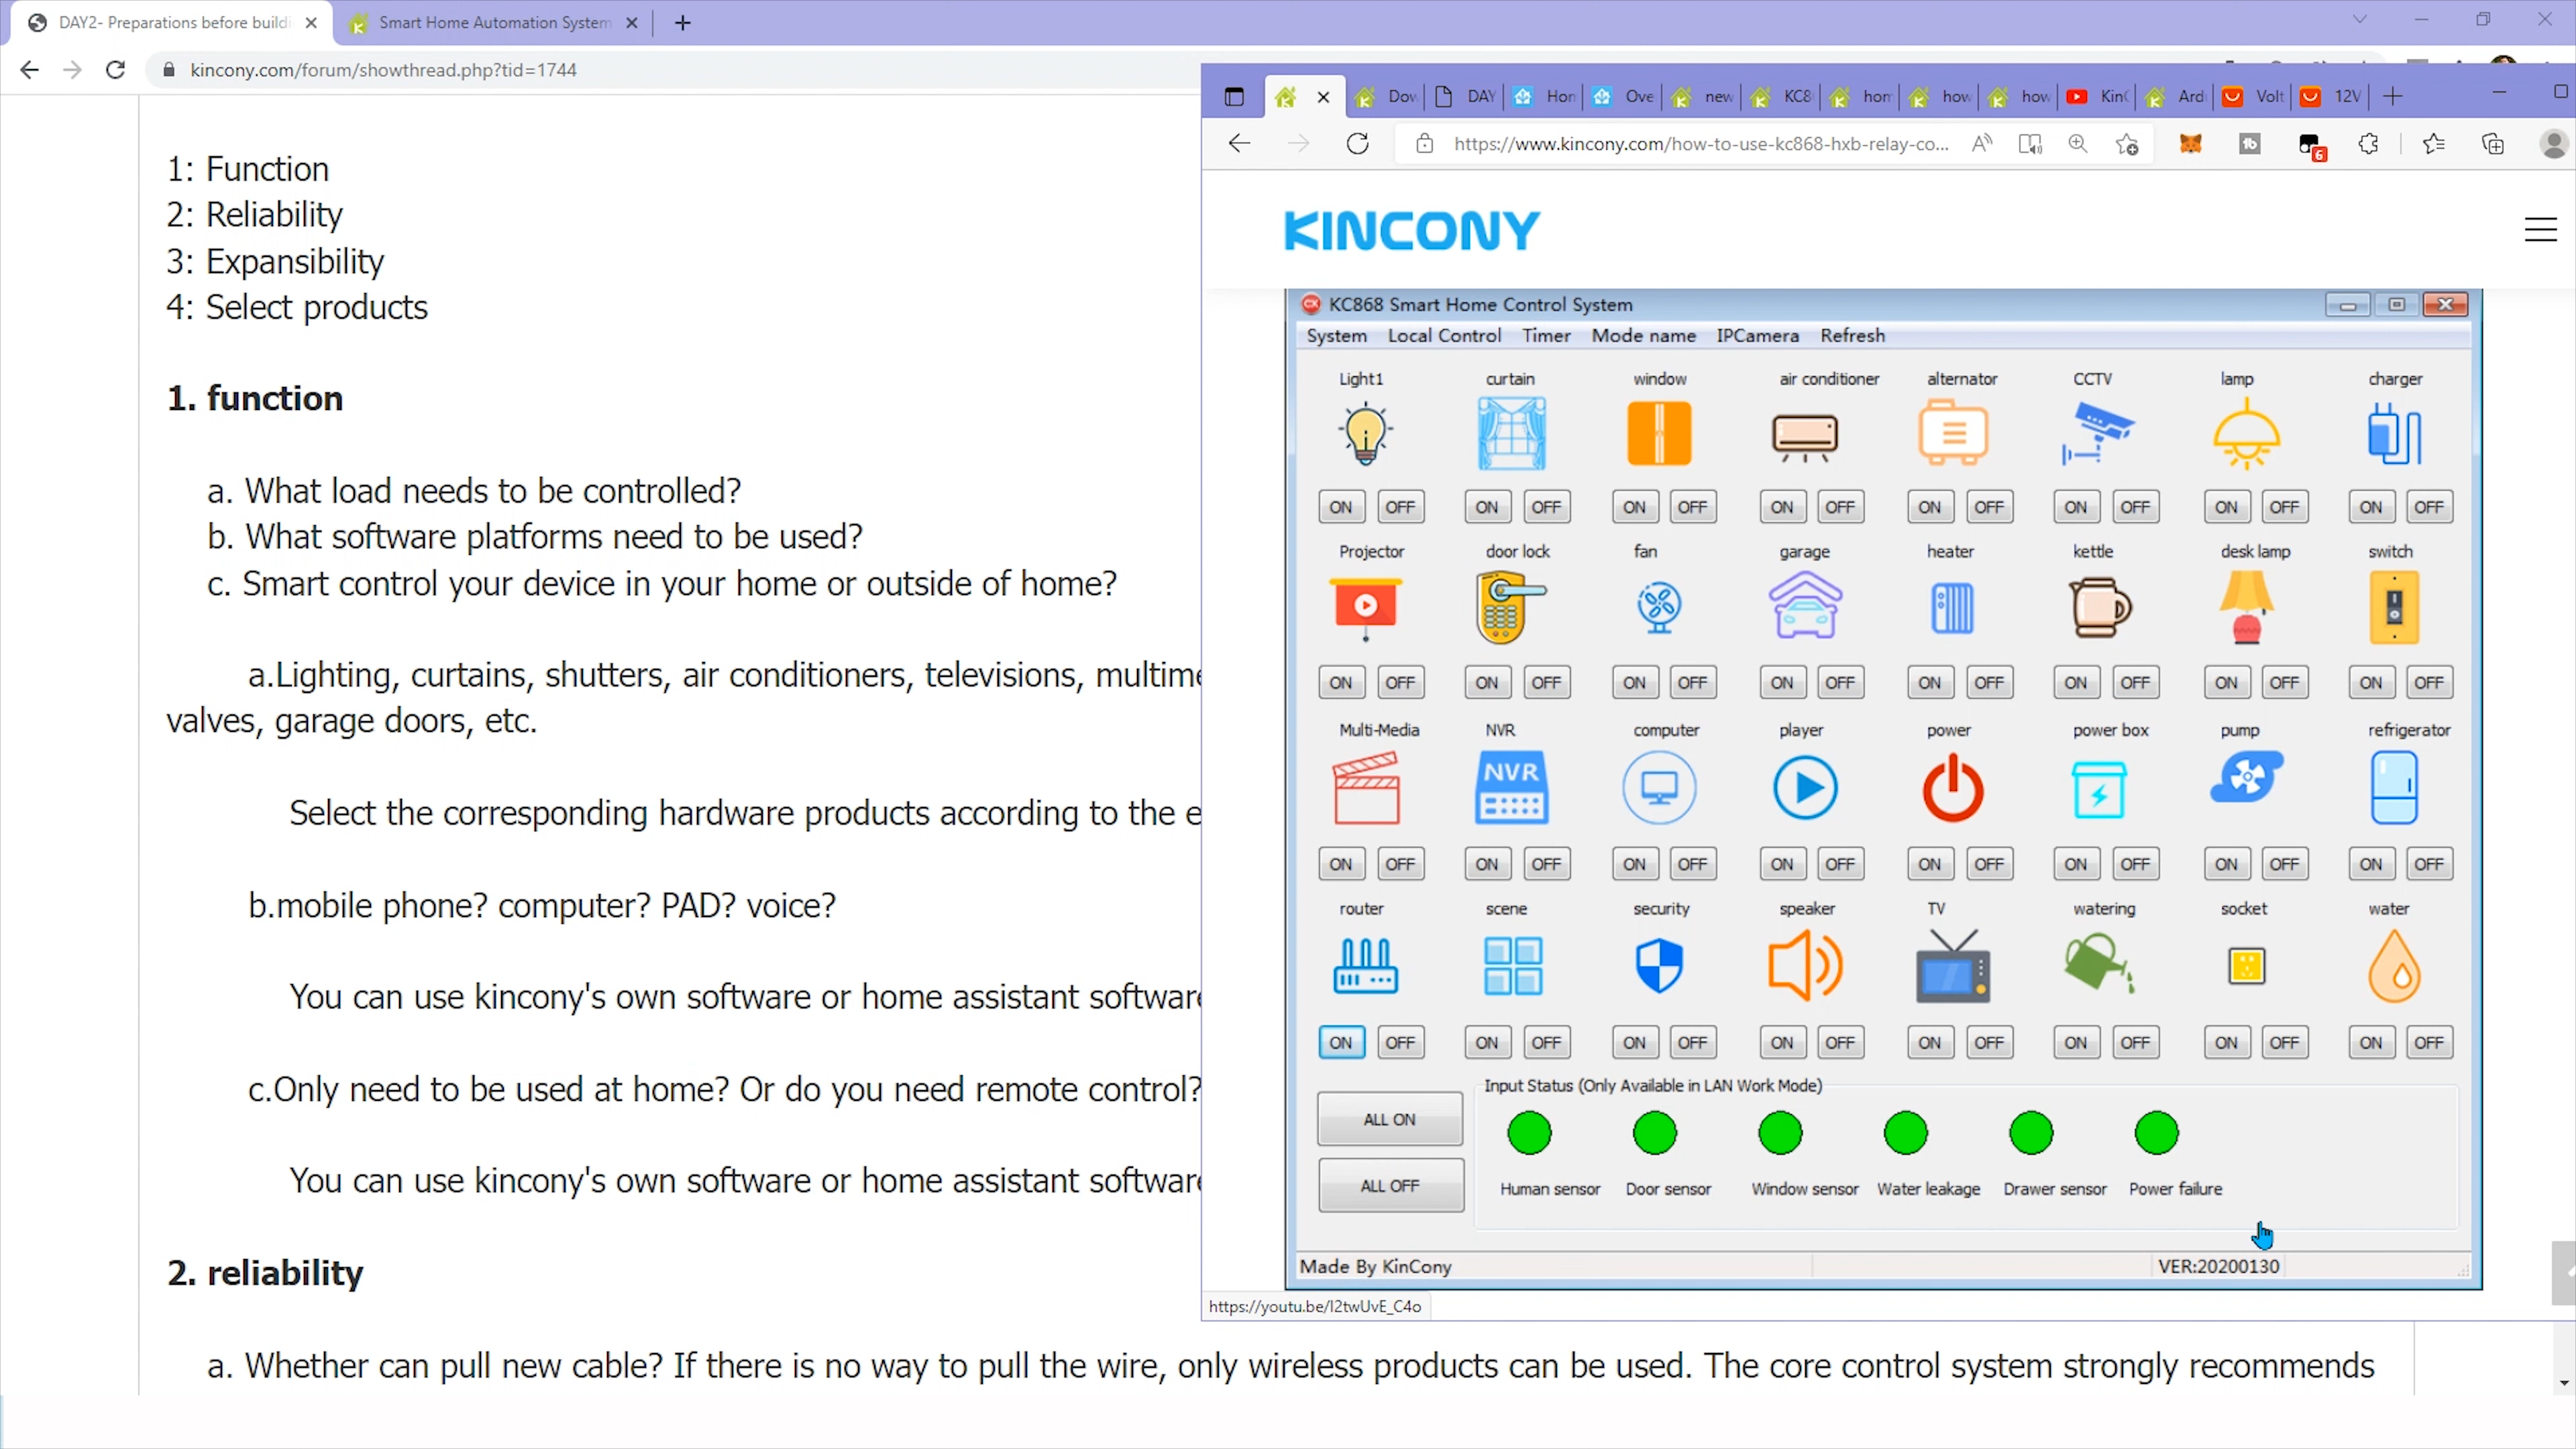 DAY2- Preparations before buildi
Smart Home Automation System
kincony.com/forum/showthread.php?tid=1744
1: Function
2: Reliability
3: Expansibility
4: Select products
1. function
a. What load needs to be controlled?
b. What software platforms need to be used?
c. Smart control your device in your home or outside of home?
a.Lighting, curtains, shutters, air conditioners, televisions, multime
valves, garage doors, etc.
Select the corresponding hardware products according to the e
b.mobile phone? computer? PAD? voice?
You can use kincony's own software or home assistant software
c.Only need to be used at home? Or do you need remote control?
You can use kincony's own software or home assistant software
2. reliability
a. Whether can pull new cable? If there is no way to pull the wire, only wireless products can be used. The core control system strongly recommends
Dow DAY Hon Ove new KC8 hom how how KinC Ard Volt 12V
https://www.kincony.com/how-to-use-kc868-hxb-relay-co...
6
KINCONY
KC868 Smart Home Control System
System Local Control Timer Mode name IPCamera Refresh
Light1 curtain window air conditioner alternator CCTV lamp charger
ON OFF ON OFF ON OFF ON OFF ON OFF ON OFF ON OFF ON OFF
Projector door lock fan garage heater kettle desk lamp switch
ON OFF ON OFF ON OFF ON OFF ON OFF ON OFF ON OFF ON OFF
Multi-Media NVR computer player power power box pump refrigerator
NVR
ON OFF ON OFF ON OFF ON OFF ON OFF ON OFF ON OFF ON OFF
router scene security speaker TV watering socket water
ON OFF ON OFF ON OFF ON OFF ON OFF ON OFF ON OFF ON OFF
Input Status (Only Available in LAN Work Mode)
ALL ON
ALL OFF
Human sensor Door sensor Window sensor Water leakage Drawer sensor Power failure
Made By KinCony VER:20200130
https://youtu.be/I2twUvE_C4o